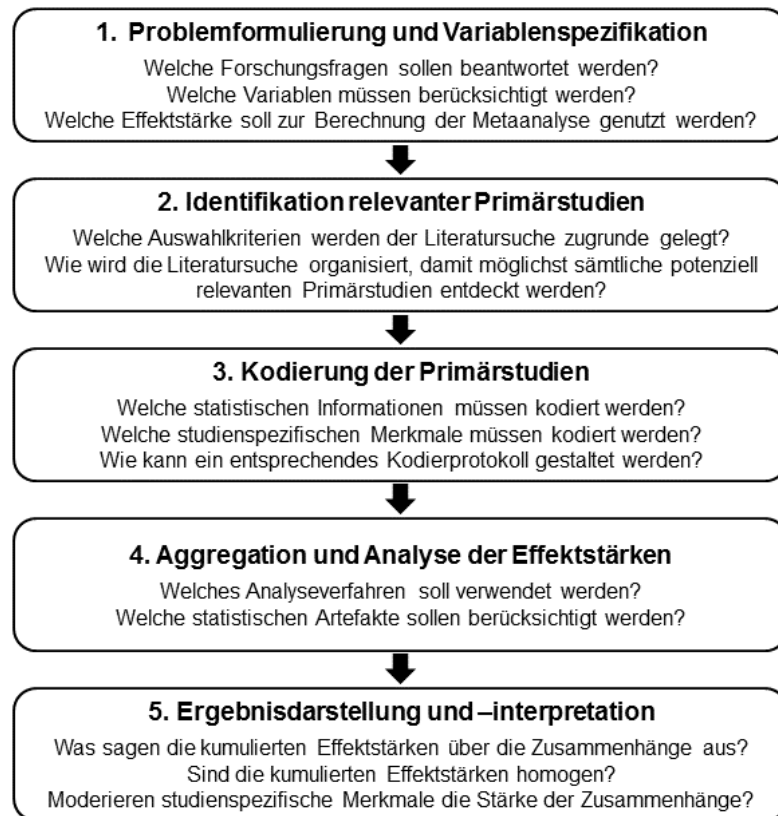 1. Problemformulierung und Variablenspezifikation
Welche Forschungsfragen sollen beantwortet werden?
Welche Variablen müssen berücksichtigt werden?
Welche Effektstärke soll zur Berechnung der Metaanalyse genutzt werden?
2. Identifikation relevanter Primärstudien
Welche Auswahlkriterien werden der Literatursuche zugrunde gelegt?
Wie wird die Literatursuche organisiert, damit möglichst sämtliche potenziell
relevanten Primärstudien entdeckt werden?
3. Kodierung der Primärstudien
Welche statistischen Informationen müssen kodiert werden?
Welche studienspezifischen Merkmale müssen kodiert werden?
Wie kann ein entsprechendes Kodierprotokoll gestaltet werden?
4. Aggregation und Analyse der Effektstärken
Welches Analyseverfahren soll verwendet werden?
Welche statistischen Artefakte sollen berücksichtigt werden?
5. Ergebnisdarstellung und –interpretation
Was sagen die kumulierten Effektstärken über die Zusammenhänge aus?
Sind die kumulierten Effektstärken homogen?
Moderieren studienspezifische Merkmale die Stärke der Zusammenhänge?